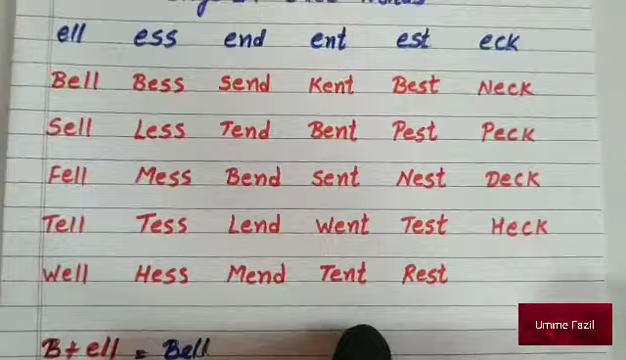 ell ess end ent est eck
Bell Bess Send Kent Best Neck
Sell Less Tend Bent Pest Peck
Fell Mess Bend Sent Nest Deck
Tell Tess Lend Went Test Heck
Well Hess Mend Tent Rest
B + ell = Bell
Umme Fazil